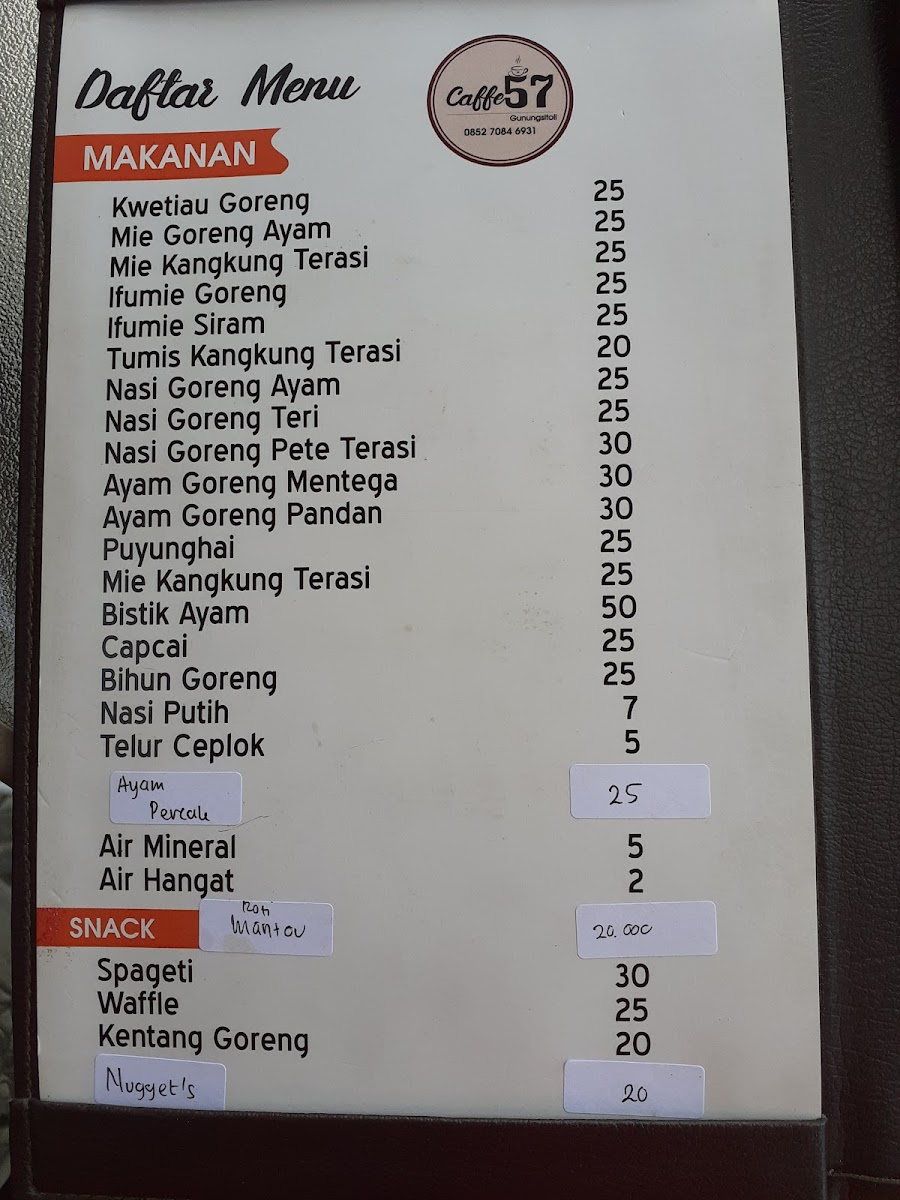 Daftar Menu
Caffe 57
Gunungsitoli
0852 7084 6931
MAKANAN
Kwetiau Goreng 25
Mie Goreng Ayam 25
Mie Kangkung Terasi 25
Ifumie Goreng 25
Ifumie Siram 25
Tumis Kangkung Terasi 20
Nasi Goreng Ayam 25
Nasi Goreng Teri 25
Nasi Goreng Pete Terasi 30
Ayam Goreng Mentega 30
Ayam Goreng Pandan 30
Puyunghai 25
Mie Kangkung Terasi 25
Bistik Ayam 50
Capcai 25
Bihun Goreng 25
Nasi Putih 7
Telur Ceplok 5
Ayam
Percak 25
Air Mineral 5
Air Hangat 2
SNACK
Roti
Mantou 20.000
Spageti 30
Waffle 25
Kentang Goreng 20
Nugget's 20